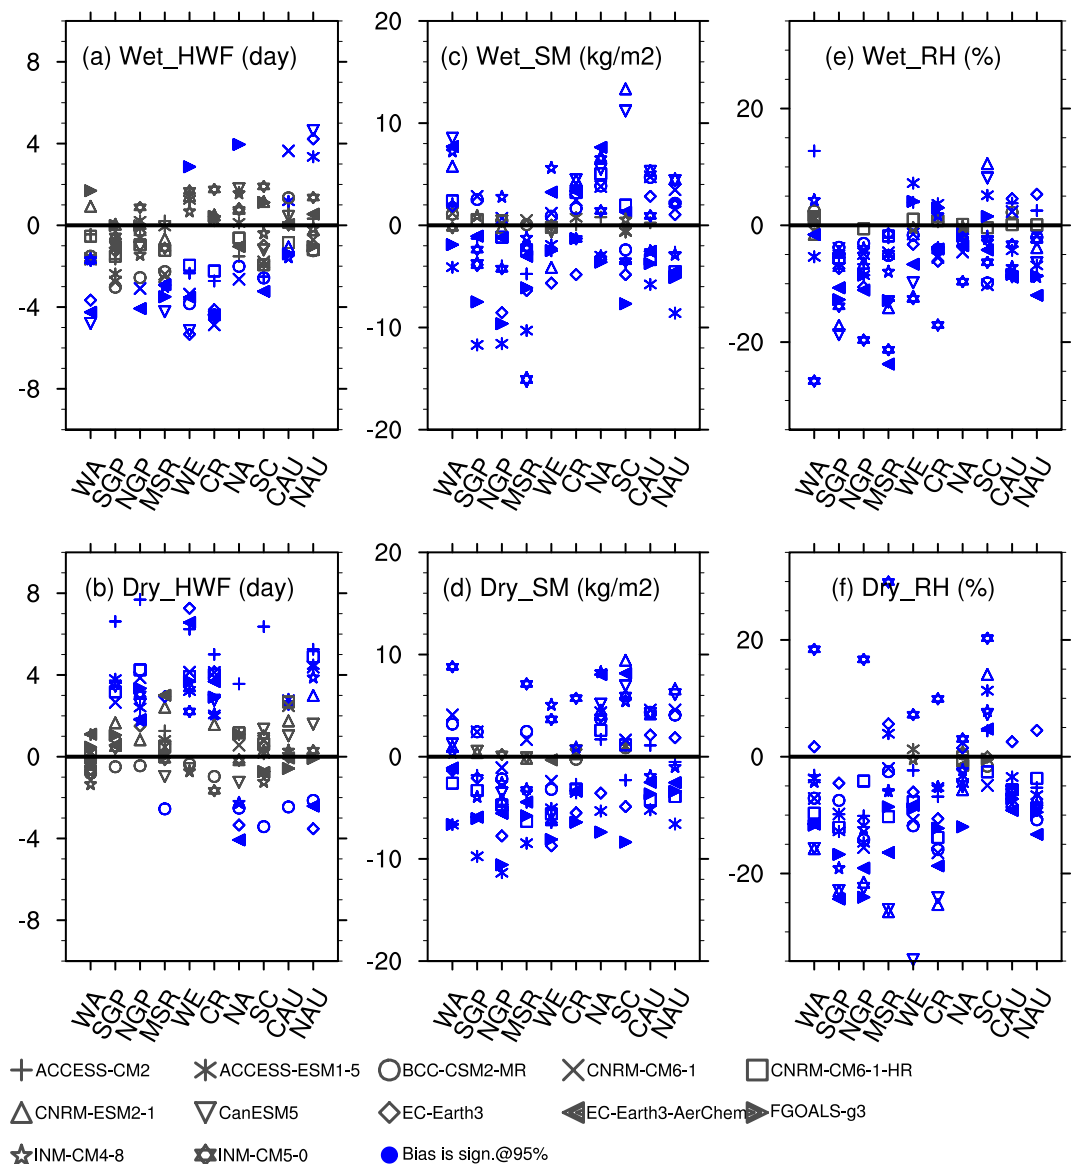 (a) Wet_HWF (day)
8
4
0
-4
-8
WA
SGP
NGP
MSR
WE
CR
NA
SC
CAU
NAU
(c) Wet_SM (kg/m2)
20
10
0
-10
-20
WA
SGP
NGP
MSR
WE
CR
NA
SC
CAU
NAU
(e) Wet_RH (%)
20
0
-20
WA
SGP
NGP
MSR
WE
CR
NA
SC
CAU
NAU
(b) Dry_HWF (day)
8
4
0
-4
-8
WA
SGP
NGP
MSR
WE
CR
NA
SC
CAU
NAU
(d) Dry_SM (kg/m2)
20
10
0
-10
-20
WA
SGP
NGP
MSR
WE
CR
NA
SC
CAU
NAU
(f) Dry_RH (%)
20
0
-20
WA
SGP
NGP
MSR
WE
CR
NA
SC
CAU
NAU
ACCESS-CM2 ACCESS-ESM1-5 BCC-CSM2-MR CNRM-CM6-1 CNRM-CM6-1-HR
CNRM-ESM2-1 CanESM5 EC-Earth3 EC-Earth3-AerChem FGOALS-g3
INM-CM4-8 INM-CM5-0 Bias is sign.@95%